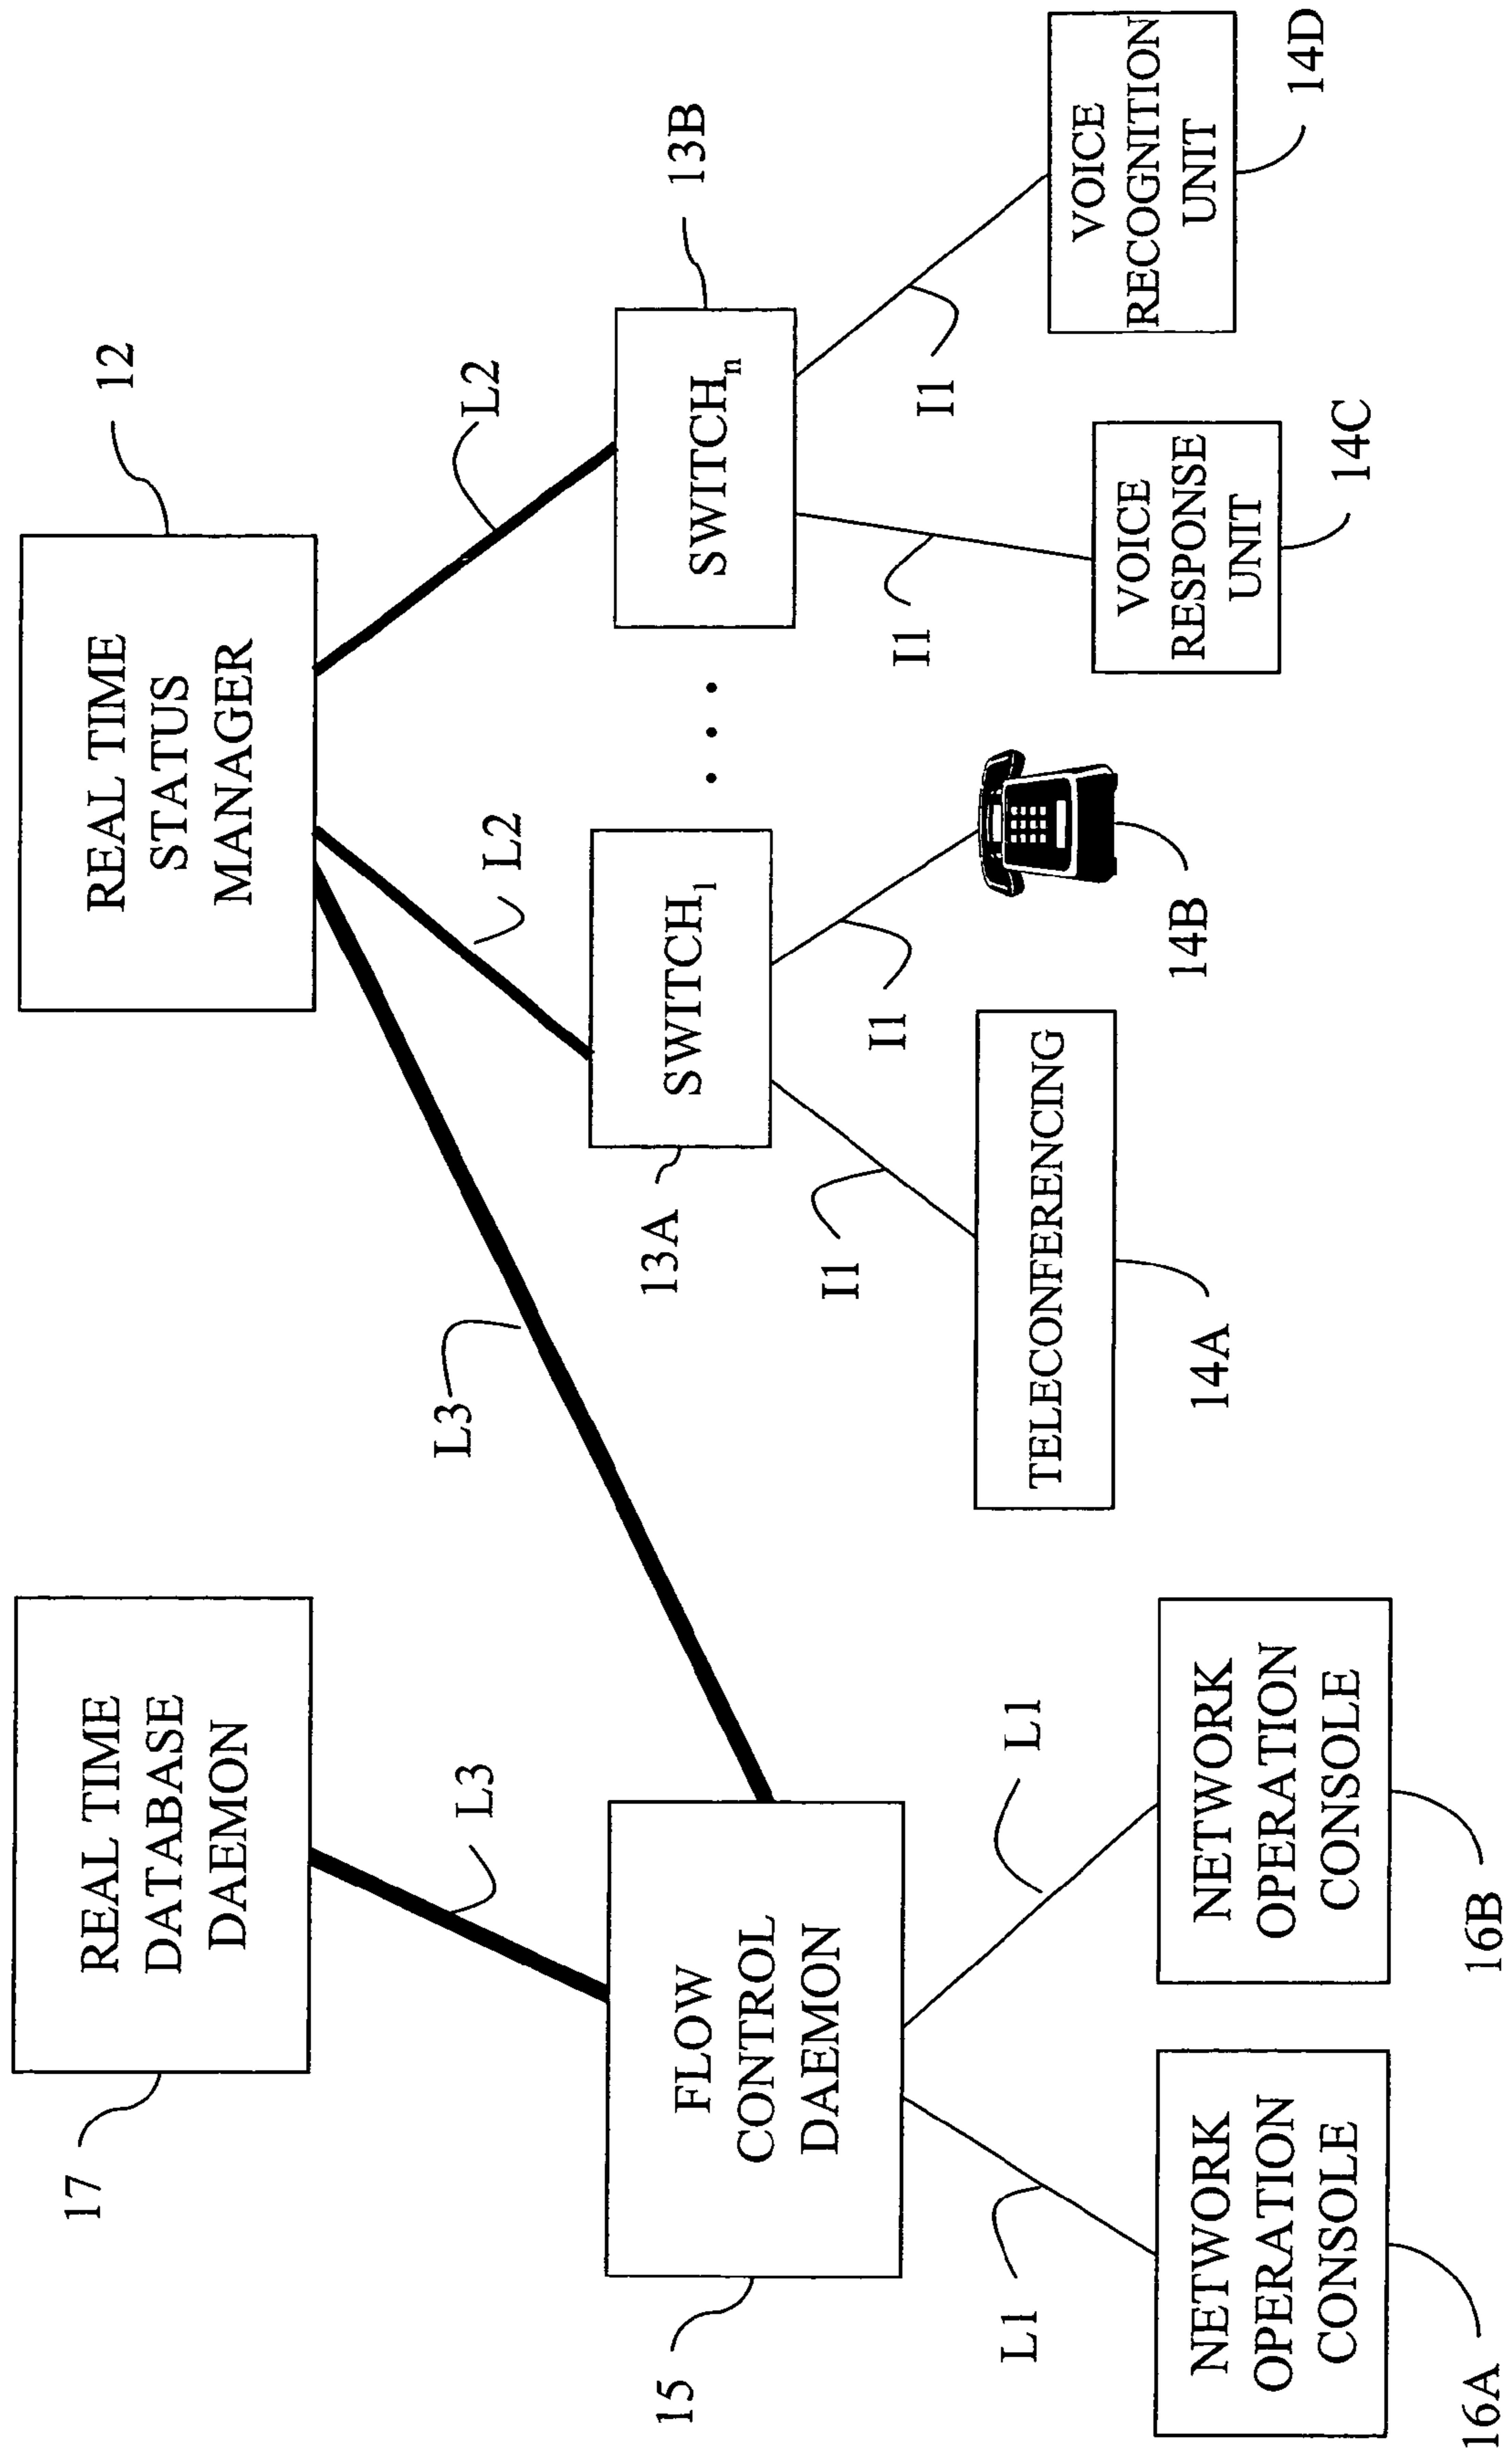 17
REAL TIME
DATABASE
DAEMON
L3
15
FLOW
CONTROL
DAEMON
L1
L1
NETWORK
OPERATION
CONSOLE
16A
NETWORK
OPERATION
CONSOLE
16B
L3
12
REAL TIME
STATUS
MANAGER
L2
L2
13A
SWITCH1
. . .
SWITCHn
13B
I1
I1
I1
I1
TELECONFERENCING
14A
14B
VOICE
RESPONSE
UNIT
14C
VOICE
RECOGNITION
UNIT
14D